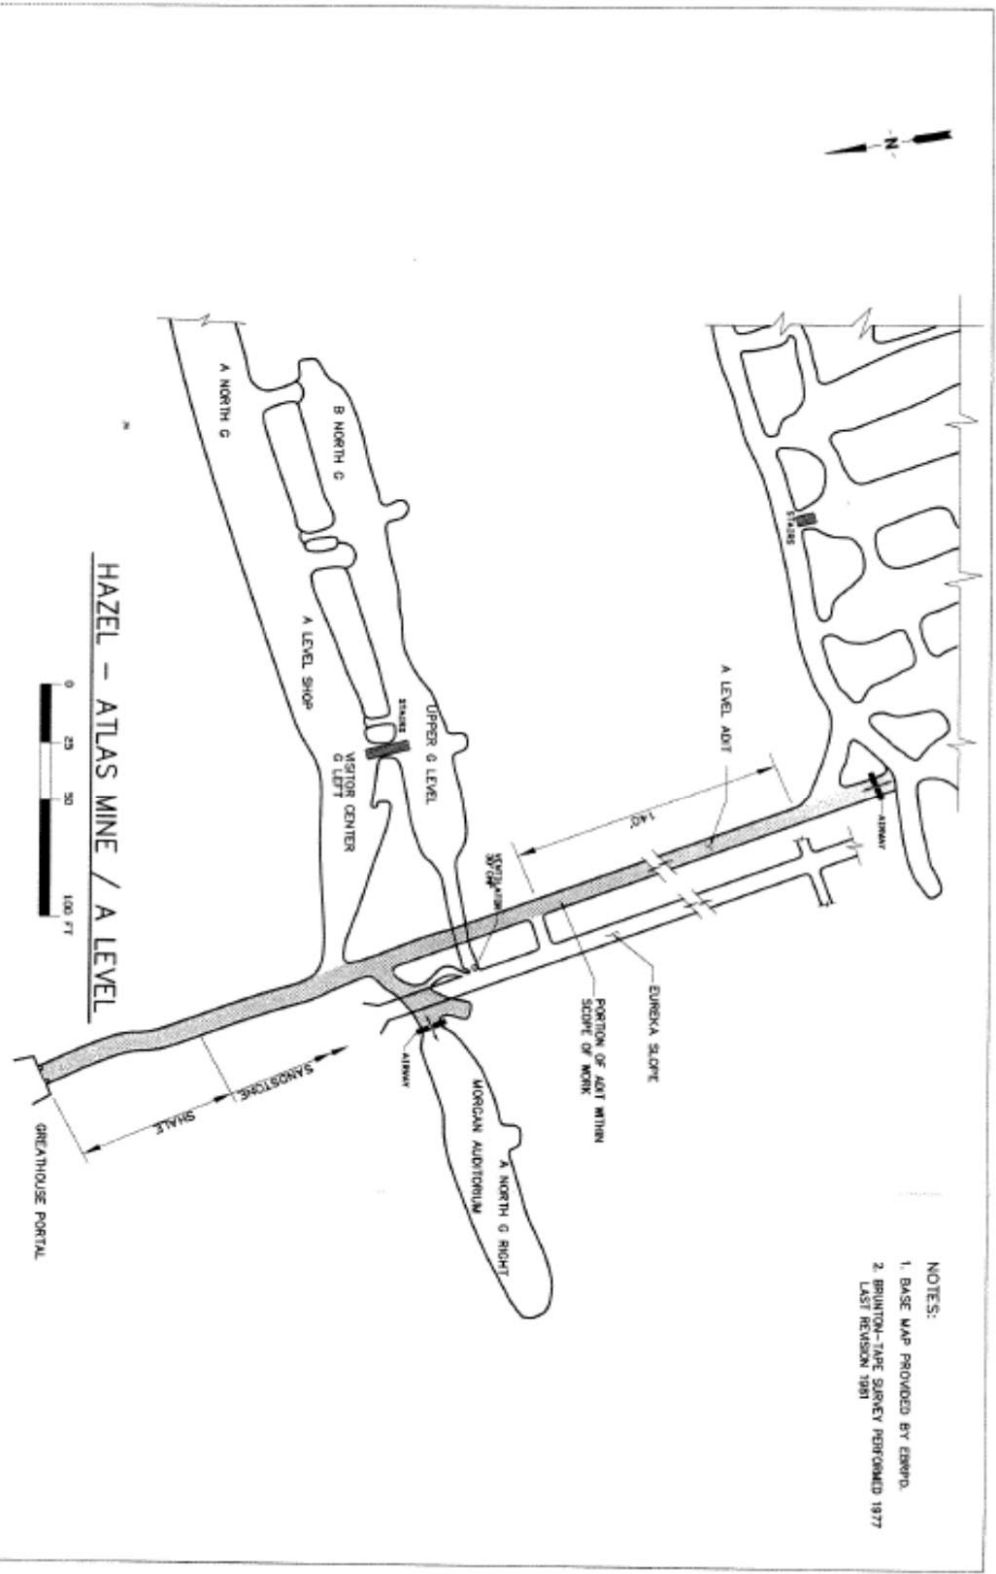 -N-
NOTES:
1. BASE MAP PROVIDED BY EBRPD.
2. BRUNTON-TAPE SURVEY PERFORMED 1977
LAST REVISION 1981
STAIRS
AIRWAY
A LEVEL ADIT
140'
EUREKA SLOPE
PORTION OF ADIT WITHIN
SCOPE OF WORK
B NORTH G
UPPER G LEVEL
STAIRS
VENTILATION
A NORTH G
A LEVEL SHOP
VISITOR CENTER
G LEFT
AIRWAY
A NORTH G RIGHT
MORGAN AUDITORIUM
SANDSTONE
SHALE
GREATHOUSE PORTAL
HAZEL - ATLAS MINE / A LEVEL
0 25 50 100 FT